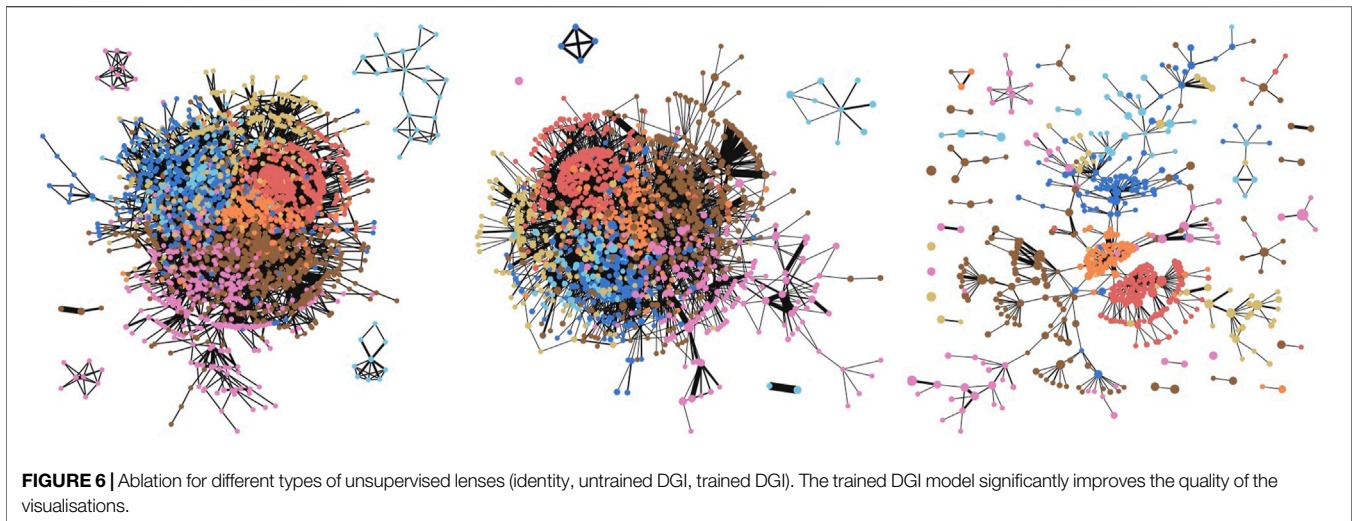 FIGURE 6 | Ablation for different types of unsupervised lenses (identity, untrained DGI, trained DGI). The trained DGI model significantly improves the quality of the
visualisations.